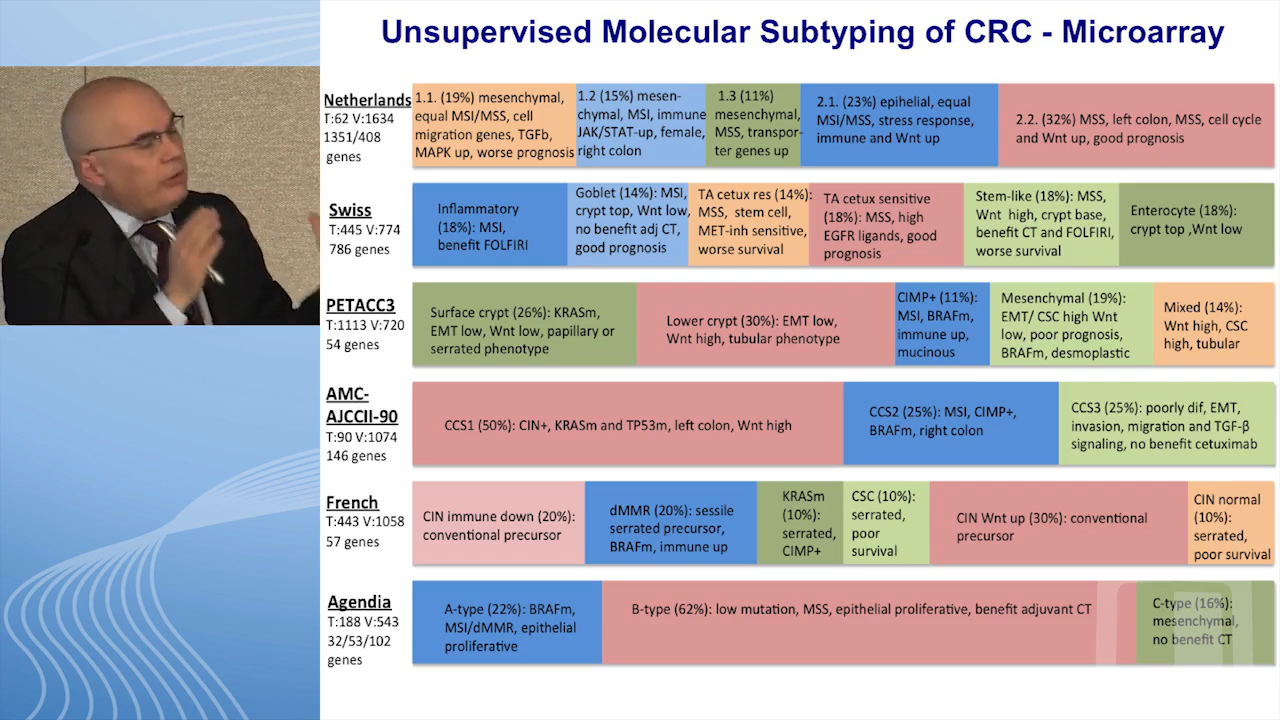 Unsupervised Molecular Subtyping of CRC - Microarray
Netherlands
T:62 V:1634
1351/408
genes
1.1. (19%) mesenchymal,
equal MSI/MSS, cell
migration genes, TGFb,
MAPK up, worse prognosis
1.2 (15%) mesen-
chymal, MSI, immune
JAK/STAT-up, female,
right colon
1.3 (11%)
mesenchymal,
MSS, transpor-
ter genes up
2.1. (23%) epihelial, equal
MSI/MSS, stress response,
immune and Wnt up
2.2. (32%) MSS, left colon, MSS, cell cycle
and Wnt up, good prognosis
Swiss
T:445 V:774
786 genes
Inflammatory
(18%): MSI,
benefit FOLFIRI
Goblet (14%): MSI,
crypt top, Wnt low,
no benefit adj CT,
good prognosis
TA cetux res (14%):
MSS, stem cell,
MET-inh sensitive,
worse survival
TA cetux sensitive
(18%): MSS, high
EGFR ligands, good
prognosis
Stem-like (18%): MSS,
Wnt high, crypt base,
benefit CT and FOLFIRI,
worse survival
Enterocyte (18%):
crypt top ,Wnt low
PETACC3
T:1113 V:720
54 genes
Surface crypt (26%): KRASm,
EMT low, Wnt low, papillary or
serrated phenotype
Lower crypt (30%): EMT low,
Wnt high, tubular phenotype
CIMP+ (11%):
MSI, BRAFm,
immune up,
mucinous
Mesenchymal (19%):
EMT/ CSC high Wnt
low, poor prognosis,
BRAFm, desmoplastic
Mixed (14%):
Wnt high, CSC
high, tubular
AMC-
AJCCII-90
T:90 V:1074
146 genes
CCS1 (50%): CIN+, KRASm and TP53m, left colon, Wnt high
CCS2 (25%): MSI, CIMP+,
BRAFm, right colon
CCS3 (25%): poorly dif, EMT,
invasion, migration and TGF-β
signaling, no benefit cetuximab
French
T:443 V:1058
57 genes
CIN immune down (20%):
conventional precursor
dMMR (20%): sessile
serrated precursor,
BRAFm, immune up
KRASm
(10%):
serrated,
CIMP+
CSC (10%):
serrated,
poor
survival
CIN Wnt up (30%): conventional
precursor
CIN normal
(10%):
serrated,
poor survival
Agendia
T:188 V:543
32/53/102
genes
A-type (22%): BRAFm,
MSI/dMMR, epithelial
proliferative
B-type (62%): low mutation, MSS, epithelial proliferative, benefit adjuvant CT
C-type (16%):
mesenchymal,
no benefit CT